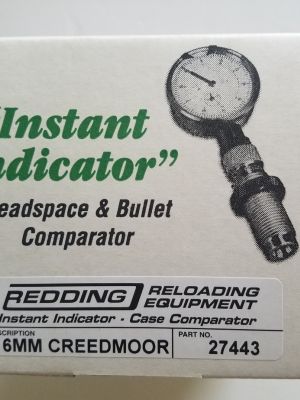 "Instant
Indicator"
Headspace & Bullet
Comparator
REDDING RELOADING
EQUIPMENT
Instant Indicator - Case Comparator
DESCRIPTION PART NO.
6MM CREEDMOOR 27443